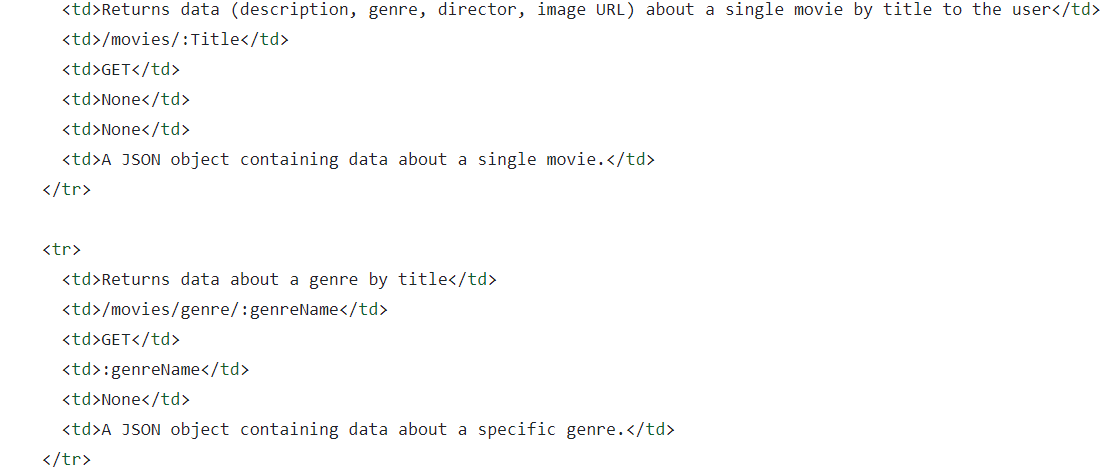 <td>Returns data (description, genre, director, image URL) about a single movie by title to the user</td>
<td>/movies/:Title</td>
<td>GET</td>
<td>None</td>
<td>None</td>
<td>A JSON object containing data about a single movie.</td>
</tr>
<tr>
<td>Returns data about a genre by title</td>
<td>/movies/genre/:genreName</td>
<td>GET</td>
<td>:genreName</td>
<td>None</td>
<td>A JSON object containing data about a specific genre.</td>
</tr>